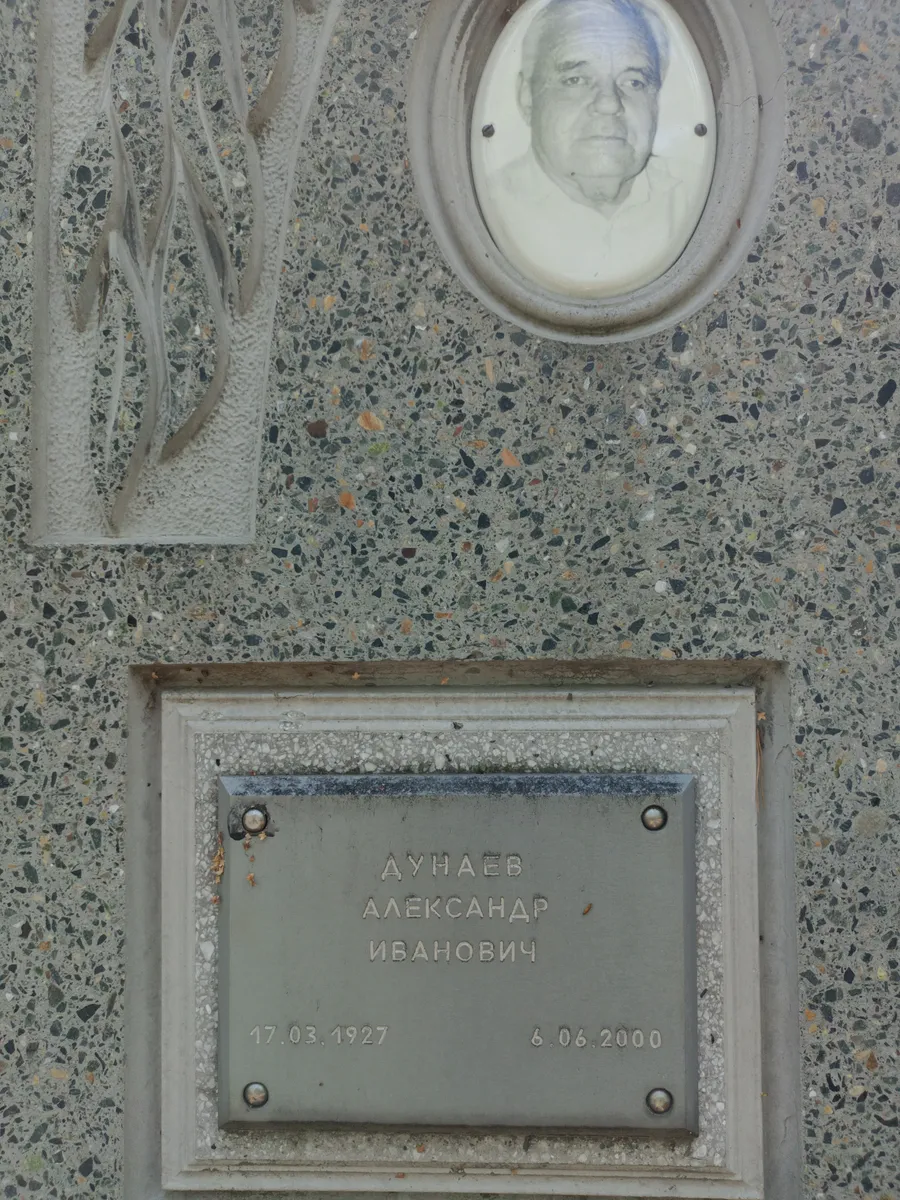 ДУНАЕВ
АЛЕКСАНДР
ИВАНОВИЧ
17.03.1927 6.06.2000